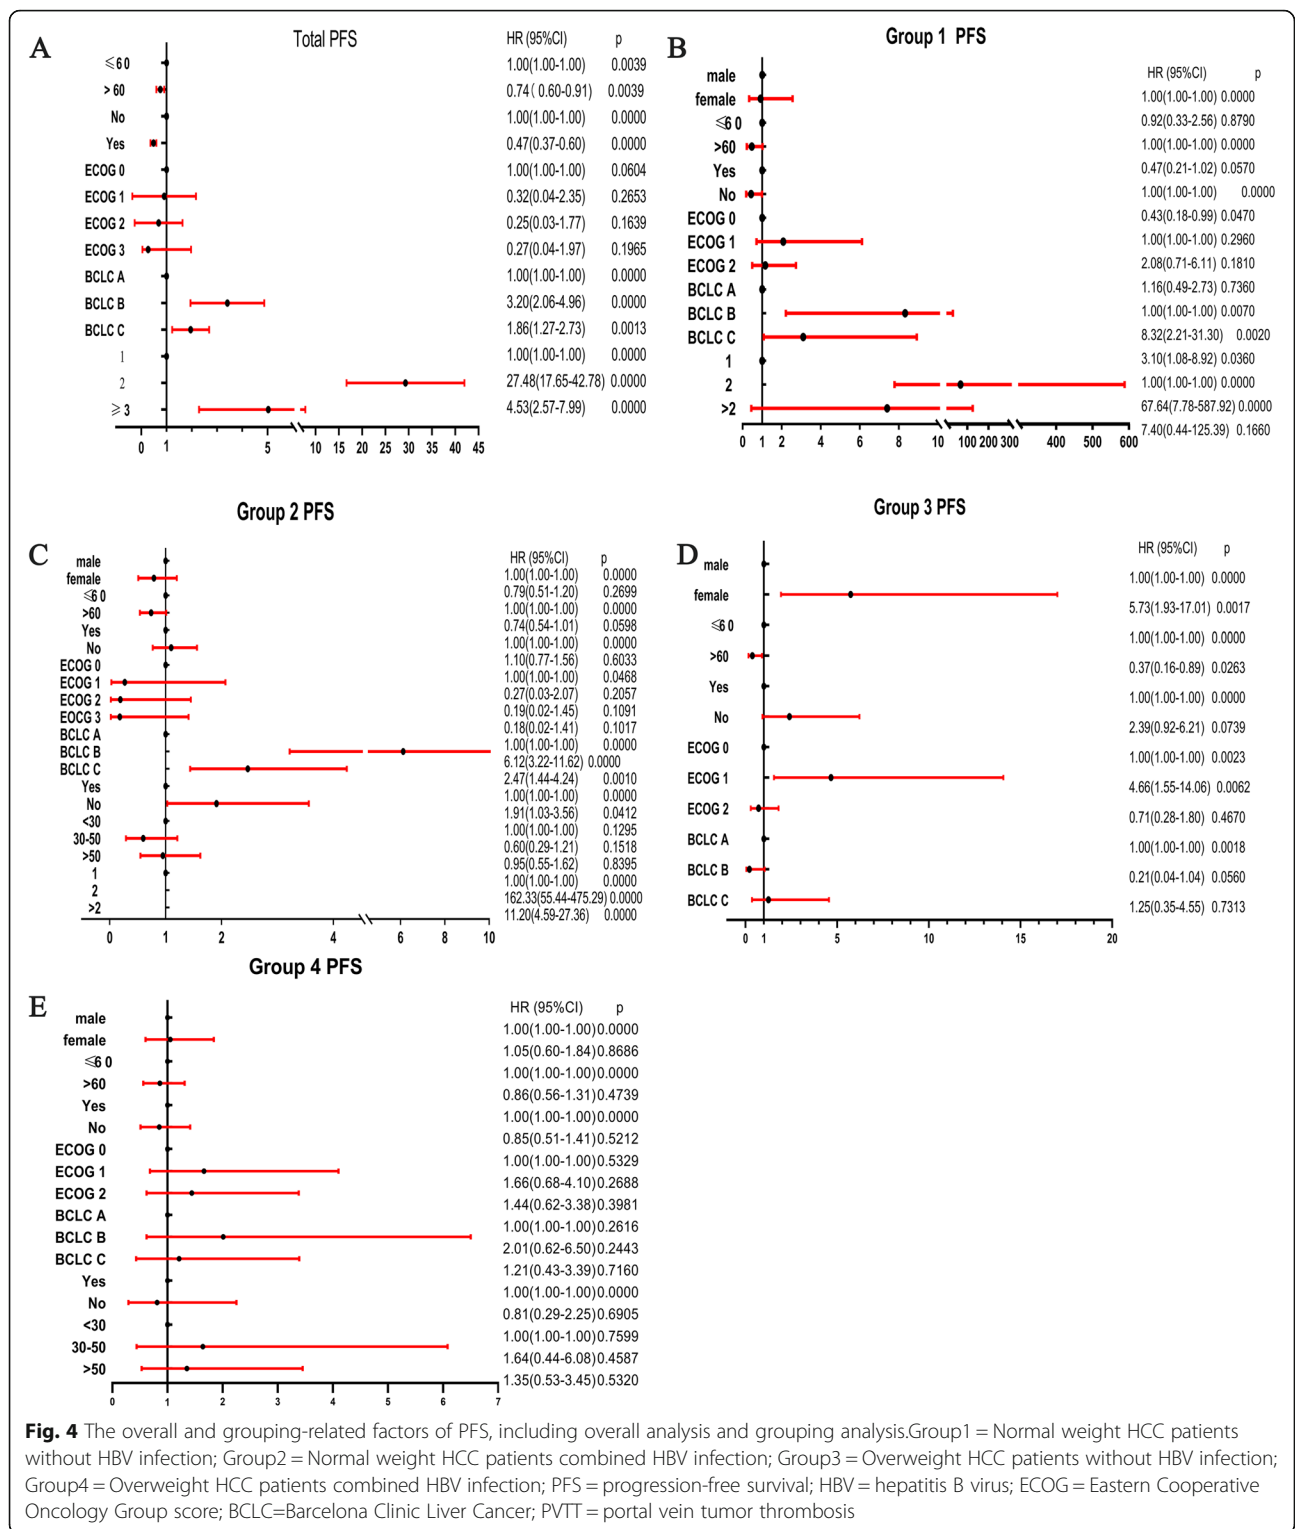 A
Total PFS
HR (95%CI) p
≤60 1.00(1.00-1.00) 0.0039
>60 0.74( 0.60-0.91) 0.0039
No 1.00(1.00-1.00) 0.0000
Yes 0.47(0.37-0.60) 0.0000
ECOG 0 1.00(1.00-1.00) 0.0604
ECOG 1 0.32(0.04-2.35) 0.2653
ECOG 2 0.25(0.03-1.77) 0.1639
ECOG 3 0.27(0.04-1.97) 0.1965
BCLC A 1.00(1.00-1.00) 0.0000
BCLC B 3.20(2.06-4.96) 0.0000
BCLC C 1.86(1.27-2.73) 0.0013
1 1.00(1.00-1.00) 0.0000
2 27.48(17.65-42.78) 0.0000
≥3 4.53(2.57-7.99) 0.0000
0 1 5 10 15 20 25 30 35 40 45
B
Group 1 PFS
HR (95%CI) p
male 1.00(1.00-1.00) 0.0000
female 0.92(0.33-2.56) 0.8790
≤60 1.00(1.00-1.00) 0.0000
>60 0.47(0.21-1.02) 0.0570
Yes 1.00(1.00-1.00) 0.0000
No 0.43(0.18-0.99) 0.0470
ECOG 0 1.00(1.00-1.00) 0.2960
ECOG 1 2.08(0.71-6.11) 0.1810
ECOG 2 1.16(0.49-2.73) 0.7360
BCLC A 1.00(1.00-1.00) 0.0070
BCLC B 8.32(2.21-31.30) 0.0020
BCLC C 3.10(1.08-8.92) 0.0360
1 1.00(1.00-1.00) 0.0000
2 67.64(7.78-587.92) 0.0000
>2 7.40(0.44-125.39) 0.1660
0 1 2 4 6 8 10 100 200 300 400 500 600
C
Group 2 PFS
HR (95%CI) p
male 1.00(1.00-1.00) 0.0000
female 0.79(0.51-1.20) 0.2699
≤60 1.00(1.00-1.00) 0.0000
>60 0.74(0.54-1.01) 0.0598
Yes 1.00(1.00-1.00) 0.0000
No 1.10(0.77-1.56) 0.6033
ECOG 0 1.00(1.00-1.00) 0.0468
ECOG 1 0.27(0.03-2.07) 0.2057
ECOG 2 0.19(0.02-1.45) 0.1091
EOCG 3 0.18(0.02-1.41) 0.1017
BCLC A 1.00(1.00-1.00) 0.0000
BCLC B 6.12(3.22-11.62) 0.0000
BCLC C 2.47(1.44-4.24) 0.0010
Yes 1.00(1.00-1.00) 0.0000
No 1.91(1.03-3.56) 0.0412
<30 1.00(1.00-1.00) 0.1295
30-50 0.60(0.29-1.21) 0.1518
>50 0.95(0.55-1.62) 0.8395
1 1.00(1.00-1.00) 0.0000
2 162.33(55.44-475.29) 0.0000
>2 11.20(4.59-27.36) 0.0000
0 1 2 4 6 8 10
D
Group 3 PFS
HR (95%CI) p
male 1.00(1.00-1.00) 0.0000
female 5.73(1.93-17.01) 0.0017
≤60 1.00(1.00-1.00) 0.0000
>60 0.37(0.16-0.89) 0.0263
Yes 1.00(1.00-1.00) 0.0000
No 2.39(0.92-6.21) 0.0739
ECOG 0 1.00(1.00-1.00) 0.0023
ECOG 1 4.66(1.55-14.06) 0.0062
ECOG 2 0.71(0.28-1.80) 0.4670
BCLC A 1.00(1.00-1.00) 0.0018
BCLC B 0.21(0.04-1.04) 0.0560
BCLC C 1.25(0.35-4.55) 0.7313
0 1 5 10 15 20
E
Group 4 PFS
HR (95%CI) p
male 1.00(1.00-1.00)0.0000
female 1.05(0.60-1.84)0.8686
≤60 1.00(1.00-1.00)0.0000
>60 0.86(0.56-1.31)0.4739
Yes 1.00(1.00-1.00)0.0000
No 0.85(0.51-1.41)0.5212
ECOG 0 1.00(1.00-1.00)0.5329
ECOG 1 1.66(0.68-4.10)0.2688
ECOG 2 1.44(0.62-3.38)0.3981
BCLC A 1.00(1.00-1.00)0.2616
BCLC B 2.01(0.62-6.50)0.2443
BCLC C 1.21(0.43-3.39)0.7160
Yes 1.00(1.00-1.00)0.0000
No 0.81(0.29-2.25)0.6905
<30 1.00(1.00-1.00)0.7599
30-50 1.64(0.44-6.08)0.4587
>50 1.35(0.53-3.45)0.5320
0 1 2 3 4 5 6 7
Fig. 4 The overall and grouping-related factors of PFS, including overall analysis and grouping analysis.Group1 = Normal weight HCC patients
without HBV infection; Group2 = Normal weight HCC patients combined HBV infection; Group3 = Overweight HCC patients without HBV infection;
Group4 = Overweight HCC patients combined HBV infection; PFS = progression-free survival; HBV = hepatitis B virus; ECOG = Eastern Cooperative
Oncology Group score; BCLC=Barcelona Clinic Liver Cancer; PVTT = portal vein tumor thrombosis